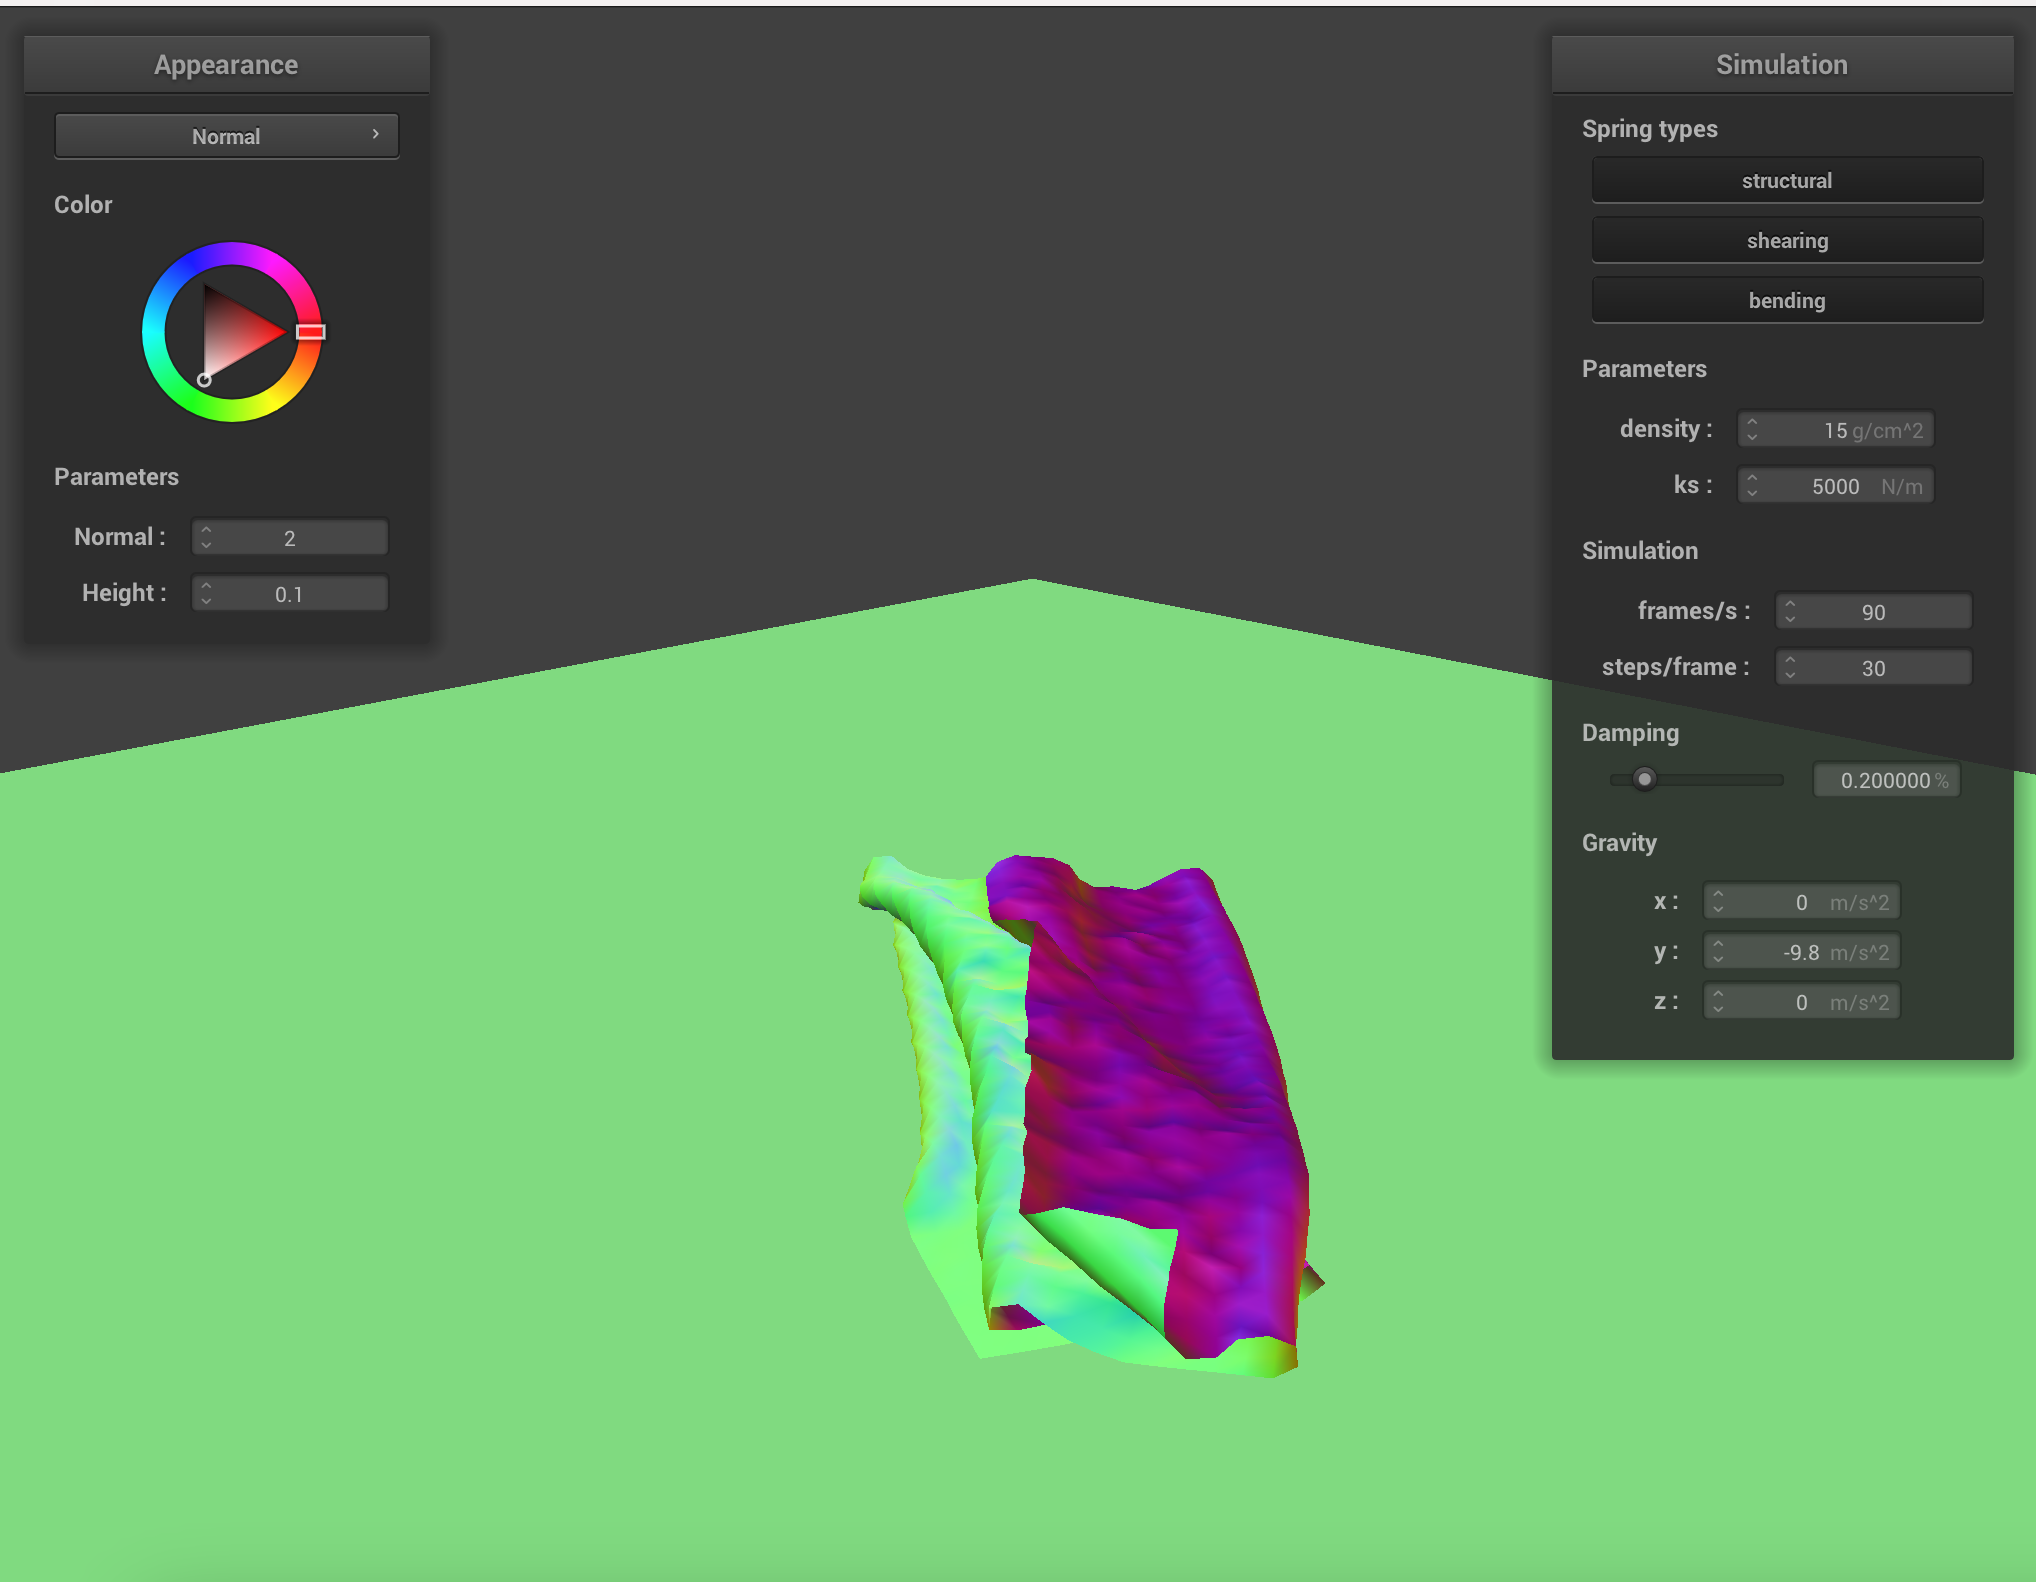 Appearance
Normal
Color
Parameters
Normal : 2
Height : 0.1
Simulation
Spring types
structural
shearing
bending
Parameters
density : 15 g/cm^2
ks : 5000 N/m
Simulation
frames/s : 90
steps/frame : 30
Damping
0.200000 %
Gravity
x : 0 m/s^2
y : -9.8 m/s^2
z : 0 m/s^2